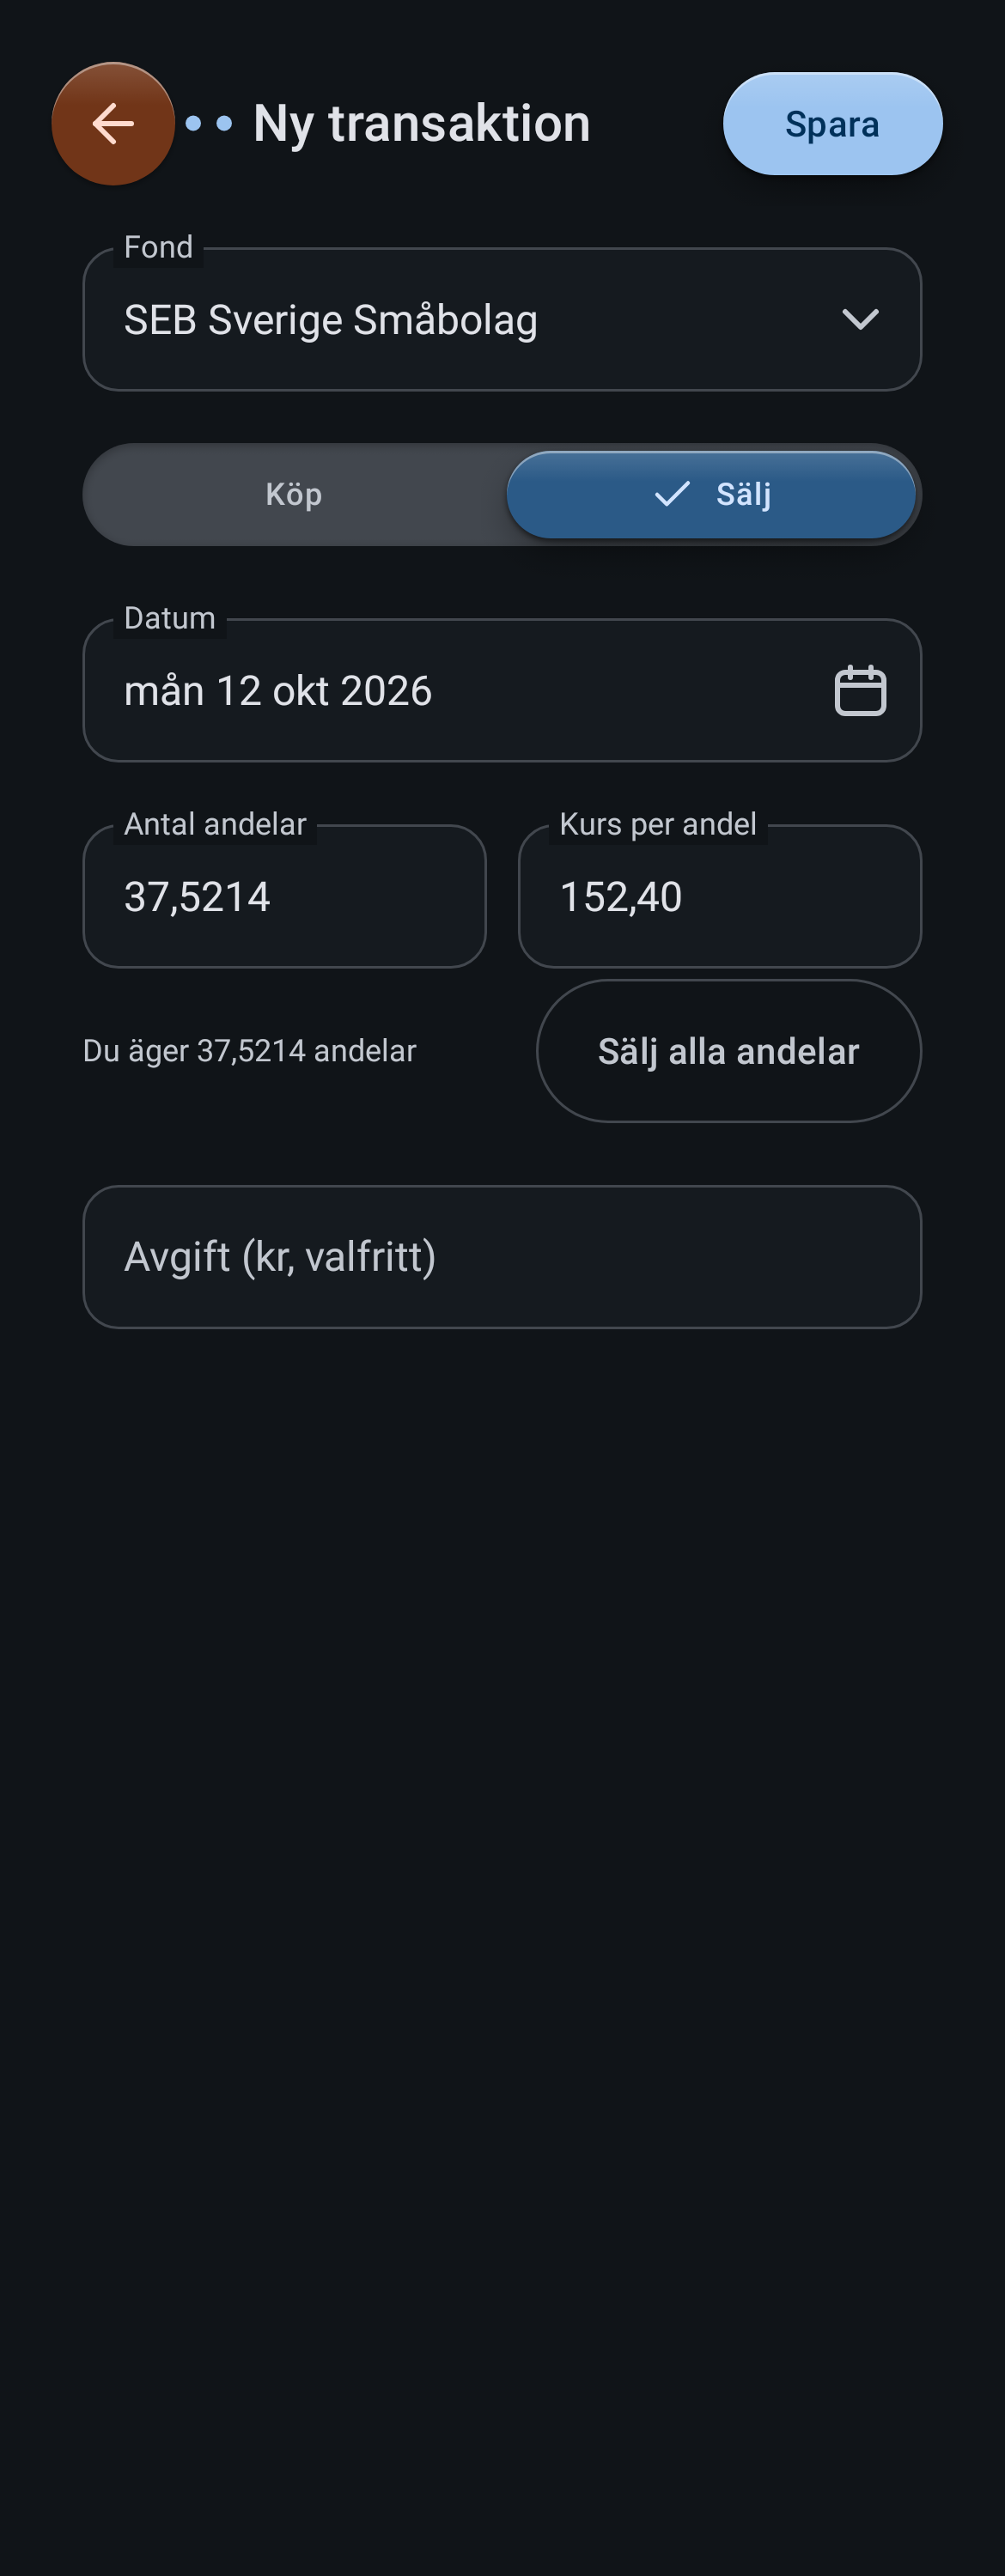 Ny transaktion
Spara
Fond
SEB Sverige Småbolag
Köp
Sälj
Datum
mån 12 okt 2026
Antal andelar
37,5214
Kurs per andel
152,40
Du äger 37,5214 andelar
Sälj alla andelar
Avgift (kr, valfritt)